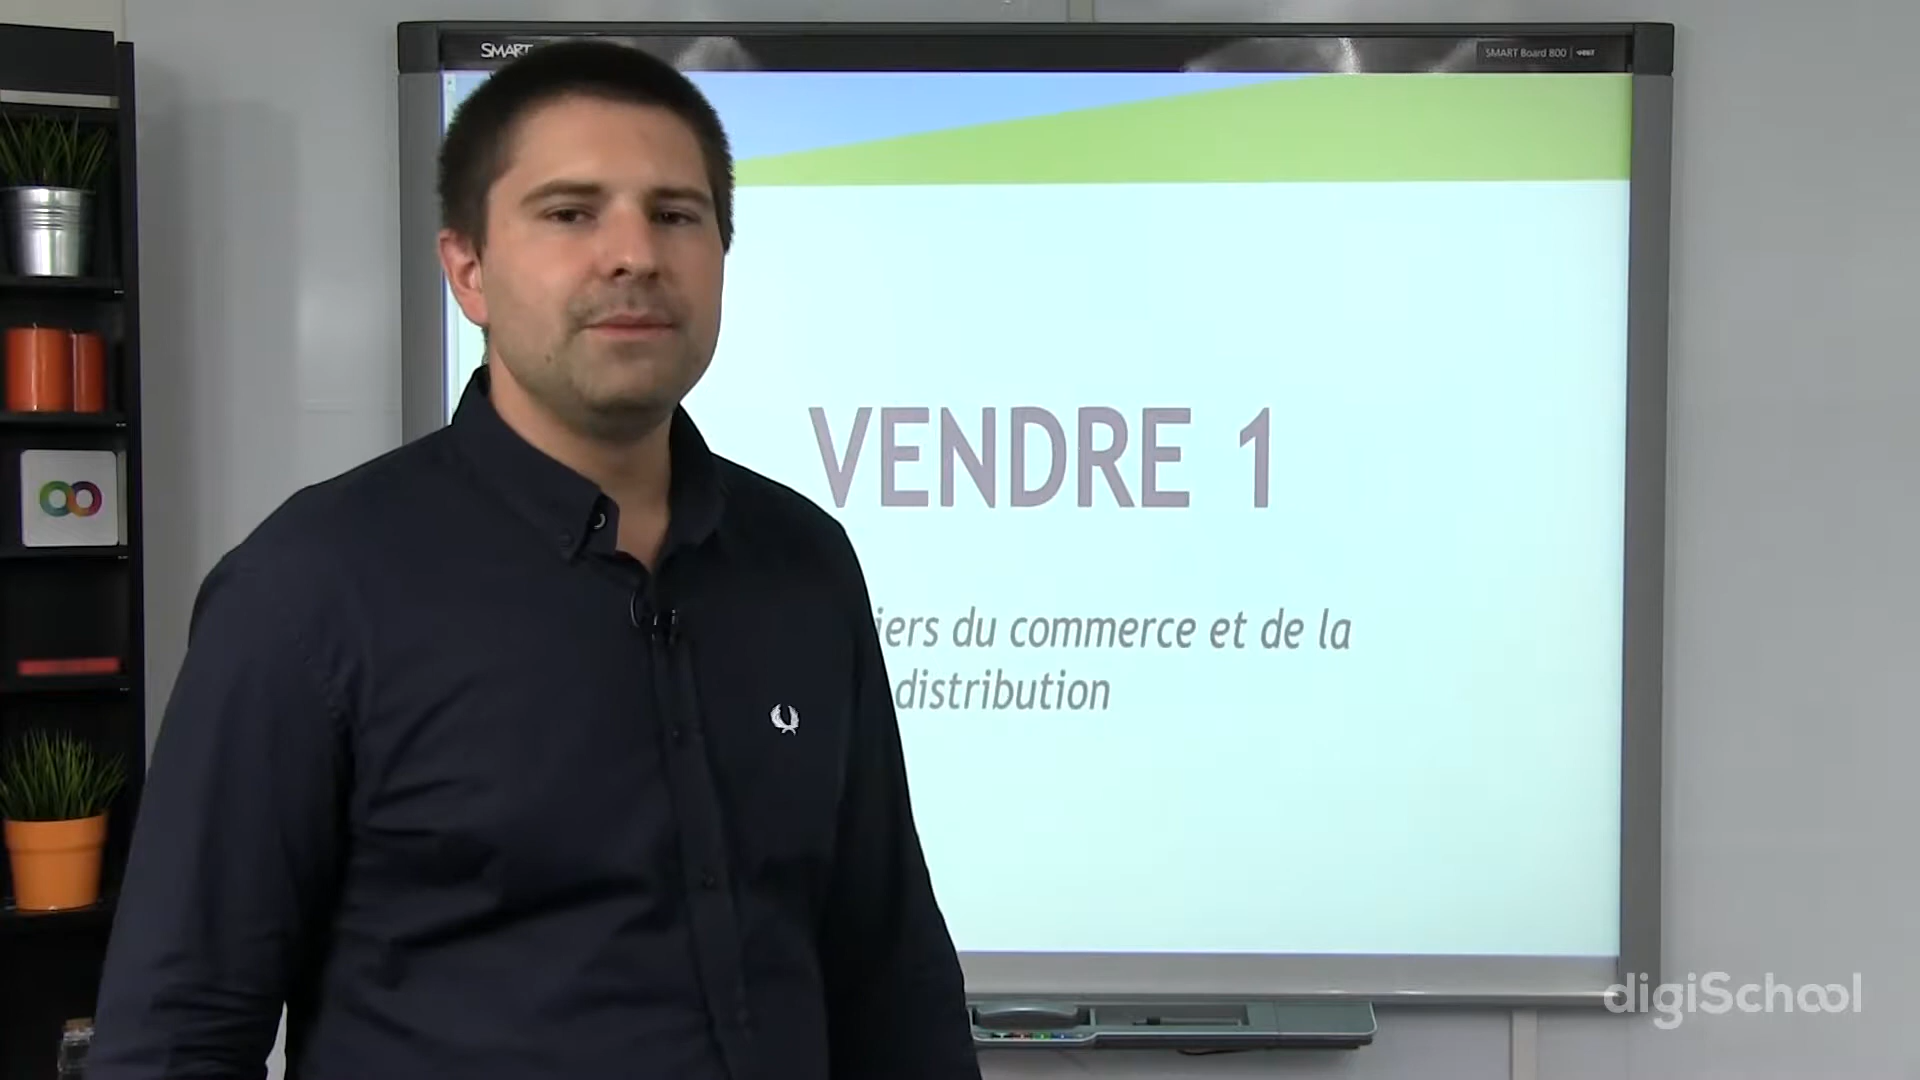 SMART
SMART Board 800
VENDRE 1
iers du commerce et de la
distribution
digiSchool